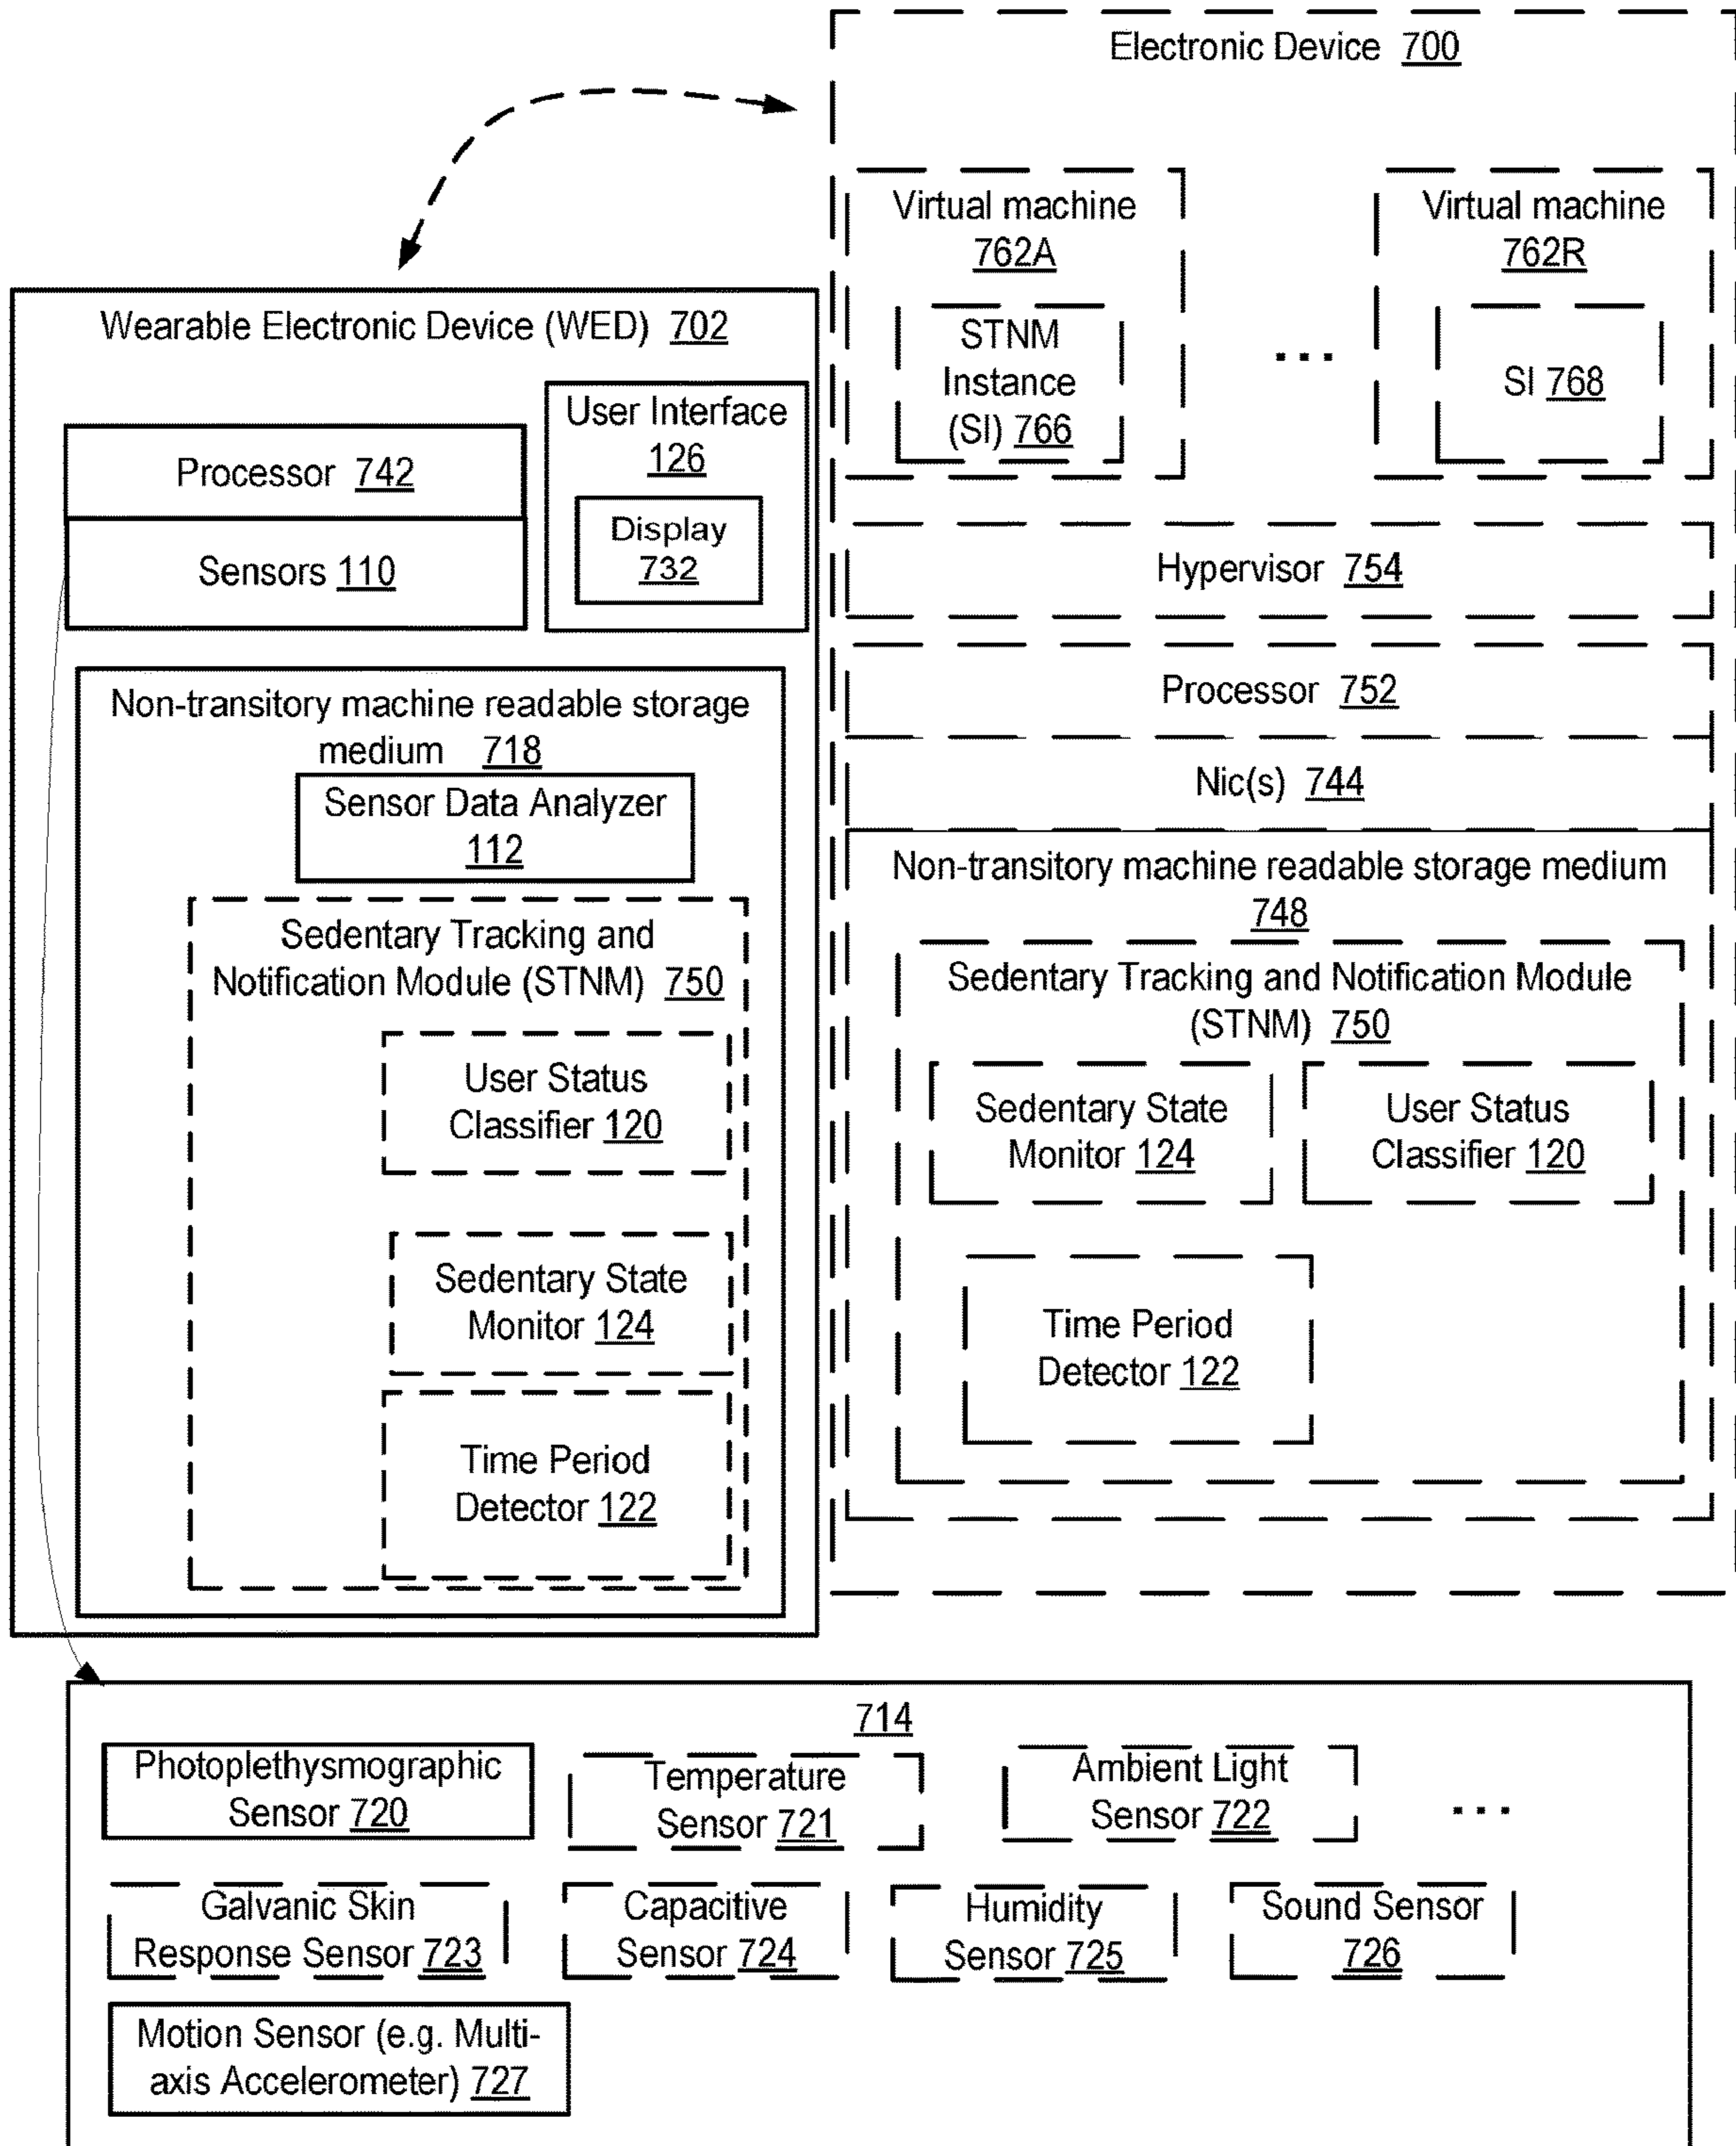 Electronic Device 700
Virtual machine
762A
STNM
Instance
(SI) 766
...
Virtual machine
762R
SI 768
Hypervisor 754
Processor 752
Nic(s) 744
Non-transitory machine readable storage medium
748
Sedentary Tracking and Notification Module
(STNM) 750
Sedentary State
Monitor 124
User Status
Classifier 120
Time Period
Detector 122
Wearable Electronic Device (WED) 702
Processor 742
Sensors 110
User Interface
126
Display
732
Non-transitory machine readable storage
medium 718
Sensor Data Analyzer
112
Sedentary Tracking and
Notification Module (STNM) 750
User Status
Classifier 120
Sedentary State
Monitor 124
Time Period
Detector 122
714
Photoplethysmographic
Sensor 720
Temperature
Sensor 721
Ambient Light
Sensor 722
...
Galvanic Skin
Response Sensor 723
Capacitive
Sensor 724
Humidity
Sensor 725
Sound Sensor
726
Motion Sensor (e.g. Multi-
axis Accelerometer) 727